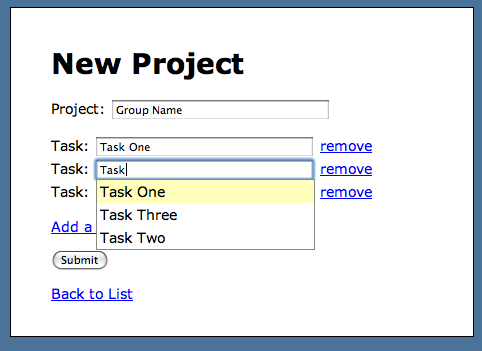 New Project
Project: Group Name
Task: Task One remove
Task: Task remove
Task: remove
Task One
Task Three
Task Two
Add a
Submit
Back to List